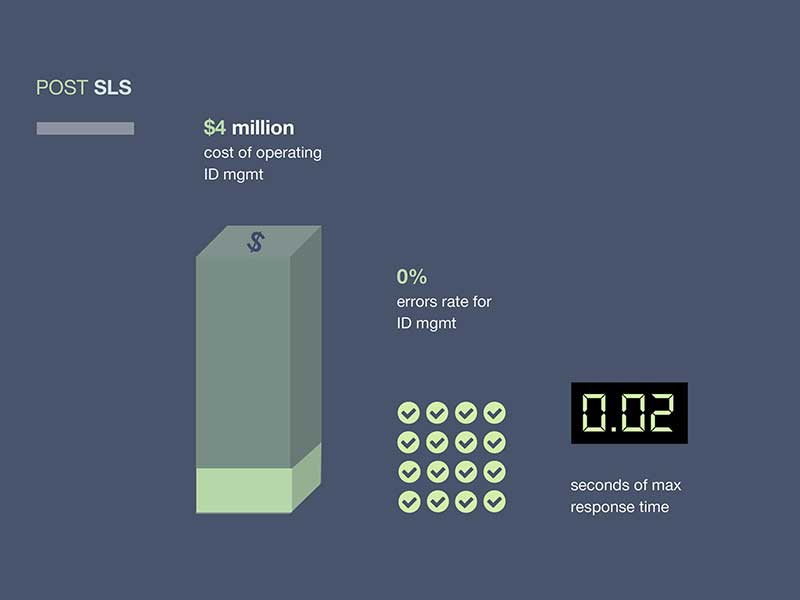 POST SLS
$4 million
cost of operating
ID mgmt
$
0%
errors rate for
ID mgmt
0.02
seconds of max
response time